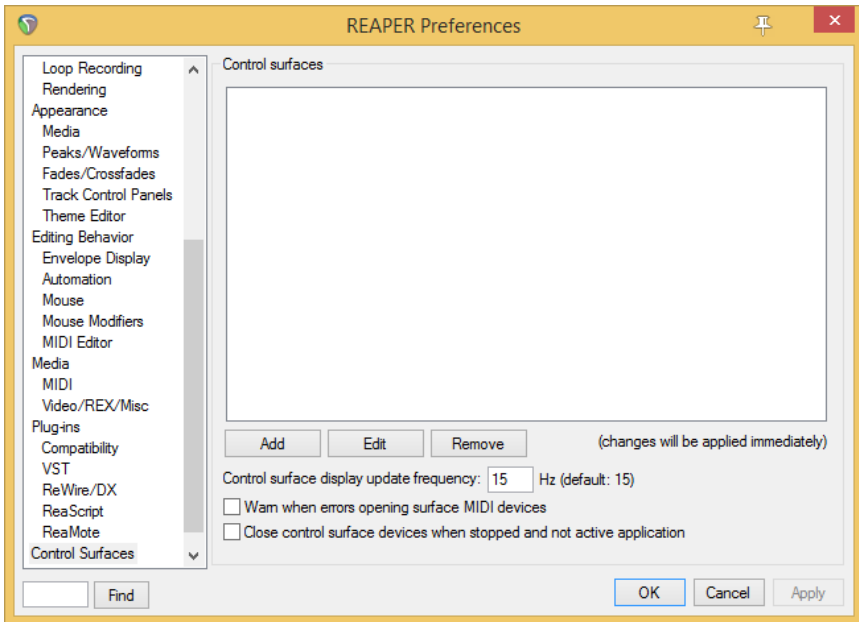 REAPER Preferences
Loop Recording
Rendering
Appearance
Media
Peaks/Waveforms
Fades/Crossfades
Track Control Panels
Theme Editor
Editing Behavior
Envelope Display
Automation
Mouse
Mouse Modifiers
MIDI Editor
Media
MIDI
Video/REX/Misc
Plug-ins
Compatibility
VST
ReWire/DX
ReaScript
ReaMote
Control Surfaces
Find
Control surfaces
Add Edit Remove (changes will be applied immediately)
Control surface display update frequency: 15 Hz (default: 15)
Warn when errors opening surface MIDI devices
Close control surface devices when stopped and not active application
OK Cancel Apply